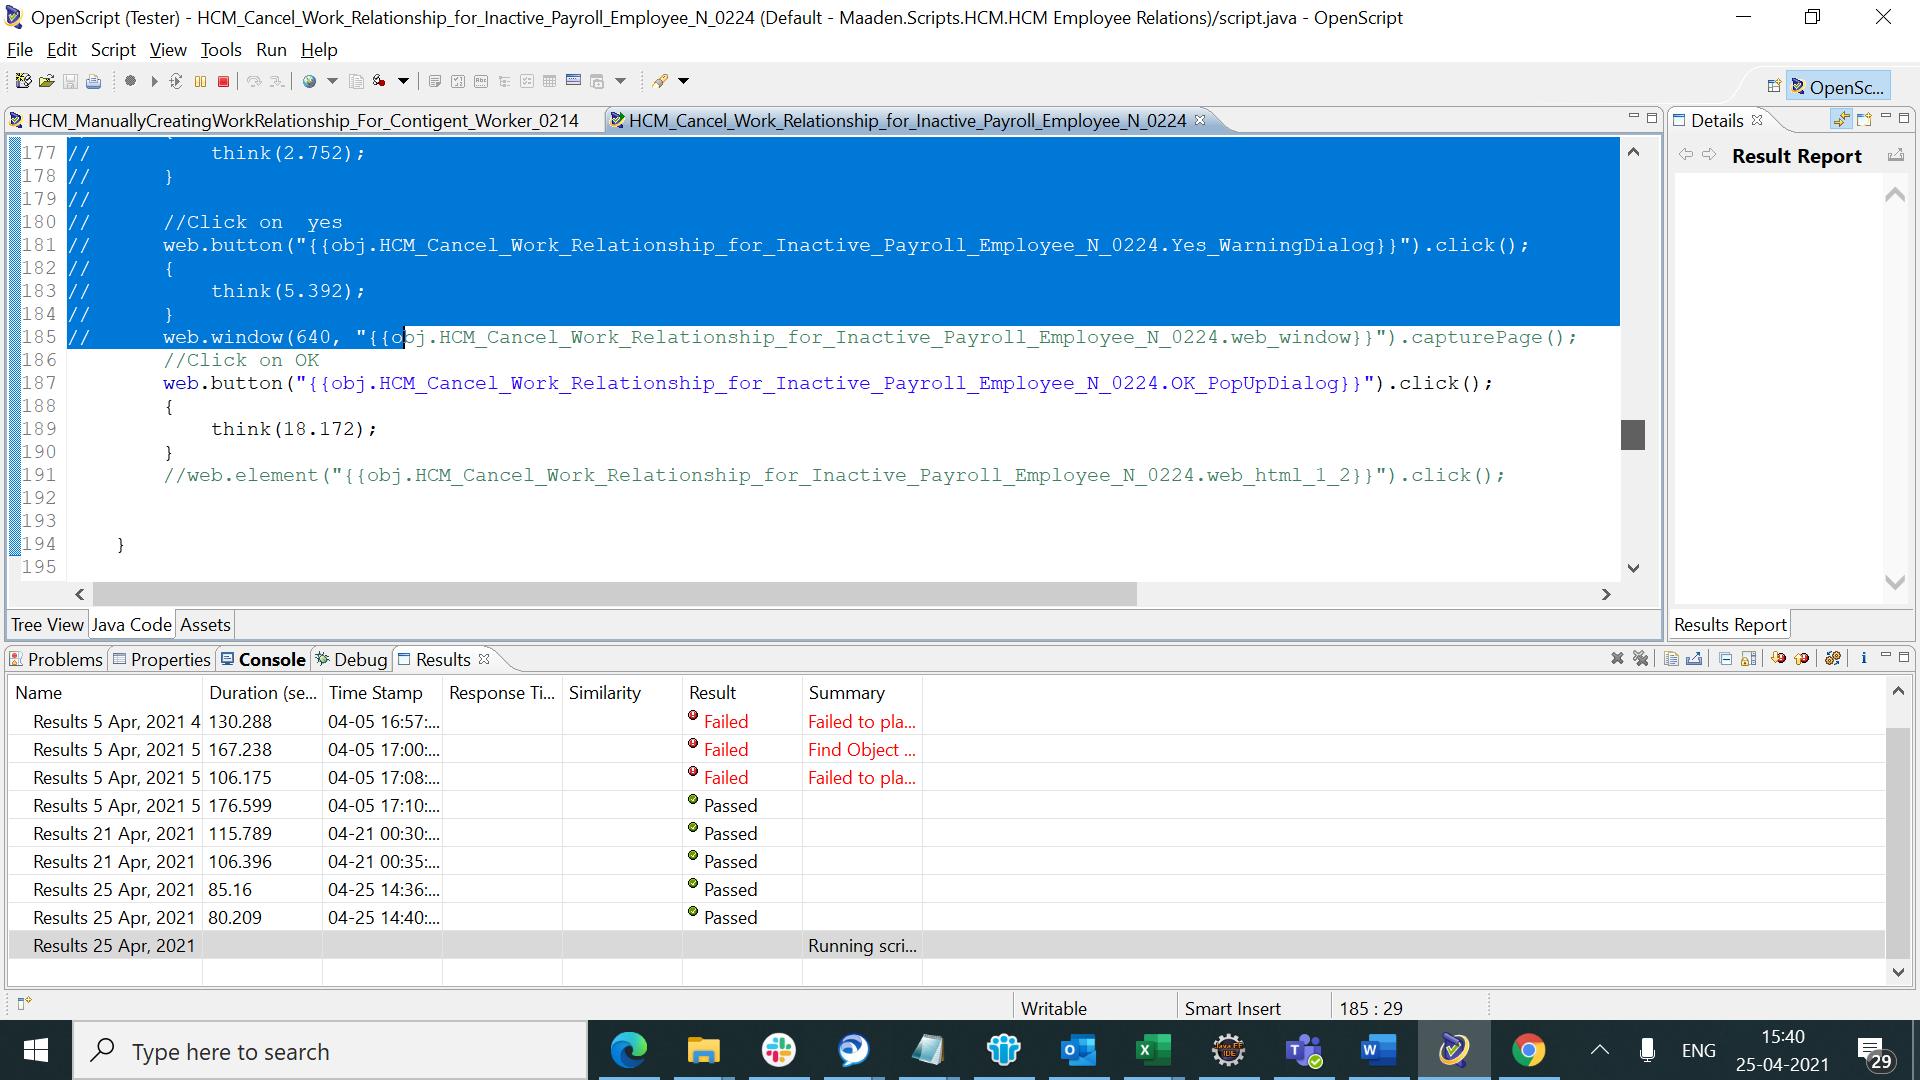 OpenScript (Tester) - HCM_Cancel_Work_Relationship_for_Inactive_Payroll_Employee_N_0224 (Default - Maaden.Scripts.HCM.HCM Employee Relations)/script.java - OpenScript
File Edit Script View Tools Run Help
OpenSc...
HCM_ManuallyCreatingWorkRelationship_For_Contigent_Worker_0214
HCM_Cancel_Work_Relationship_for_Inactive_Payroll_Employee_N_0224
Details
Result Report
177 // think(2.752);
178 // }
179 //
180 // //Click on  yes
181 // web.button("{{obj.HCM_Cancel_Work_Relationship_for_Inactive_Payroll_Employee_N_0224.Yes_WarningDialog}}").click();
182 // {
183 // think(5.392);
184 // }
185 // web.window(640, "{{obj.HCM_Cancel_Work_Relationship_for_Inactive_Payroll_Employee_N_0224.web_window}}").capturePage();
186 //Click on OK
187 web.button("{{obj.HCM_Cancel_Work_Relationship_for_Inactive_Payroll_Employee_N_0224.OK_PopUpDialog}}").click();
188 {
189 think(18.172);
190 }
191 //web.element("{{obj.HCM_Cancel_Work_Relationship_for_Inactive_Payroll_Employee_N_0224.web_html_1_2}}").click();
192
193
194 }
195
Tree View Java Code Assets
Results Report
Problems Properties Console Debug Results
Name Duration (se... Time Stamp Response Ti... Similarity Result Summary
Results 5 Apr, 2021 4 130.288 04-05 16:57:... Failed Failed to pla...
Results 5 Apr, 2021 5 167.238 04-05 17:00:... Failed Find Object ...
Results 5 Apr, 2021 5 106.175 04-05 17:08:... Failed Failed to pla...
Results 5 Apr, 2021 5 176.599 04-05 17:10:... Passed
Results 21 Apr, 2021 115.789 04-21 00:30:... Passed
Results 21 Apr, 2021 106.396 04-21 00:35:... Passed
Results 25 Apr, 2021 85.16 04-25 14:36:... Passed
Results 25 Apr, 2021 80.209 04-25 14:40:... Passed
Results 25 Apr, 2021 Running scri...
Writable Smart Insert 185 : 29
Type here to search
ENG
15:40
25-04-2021
29